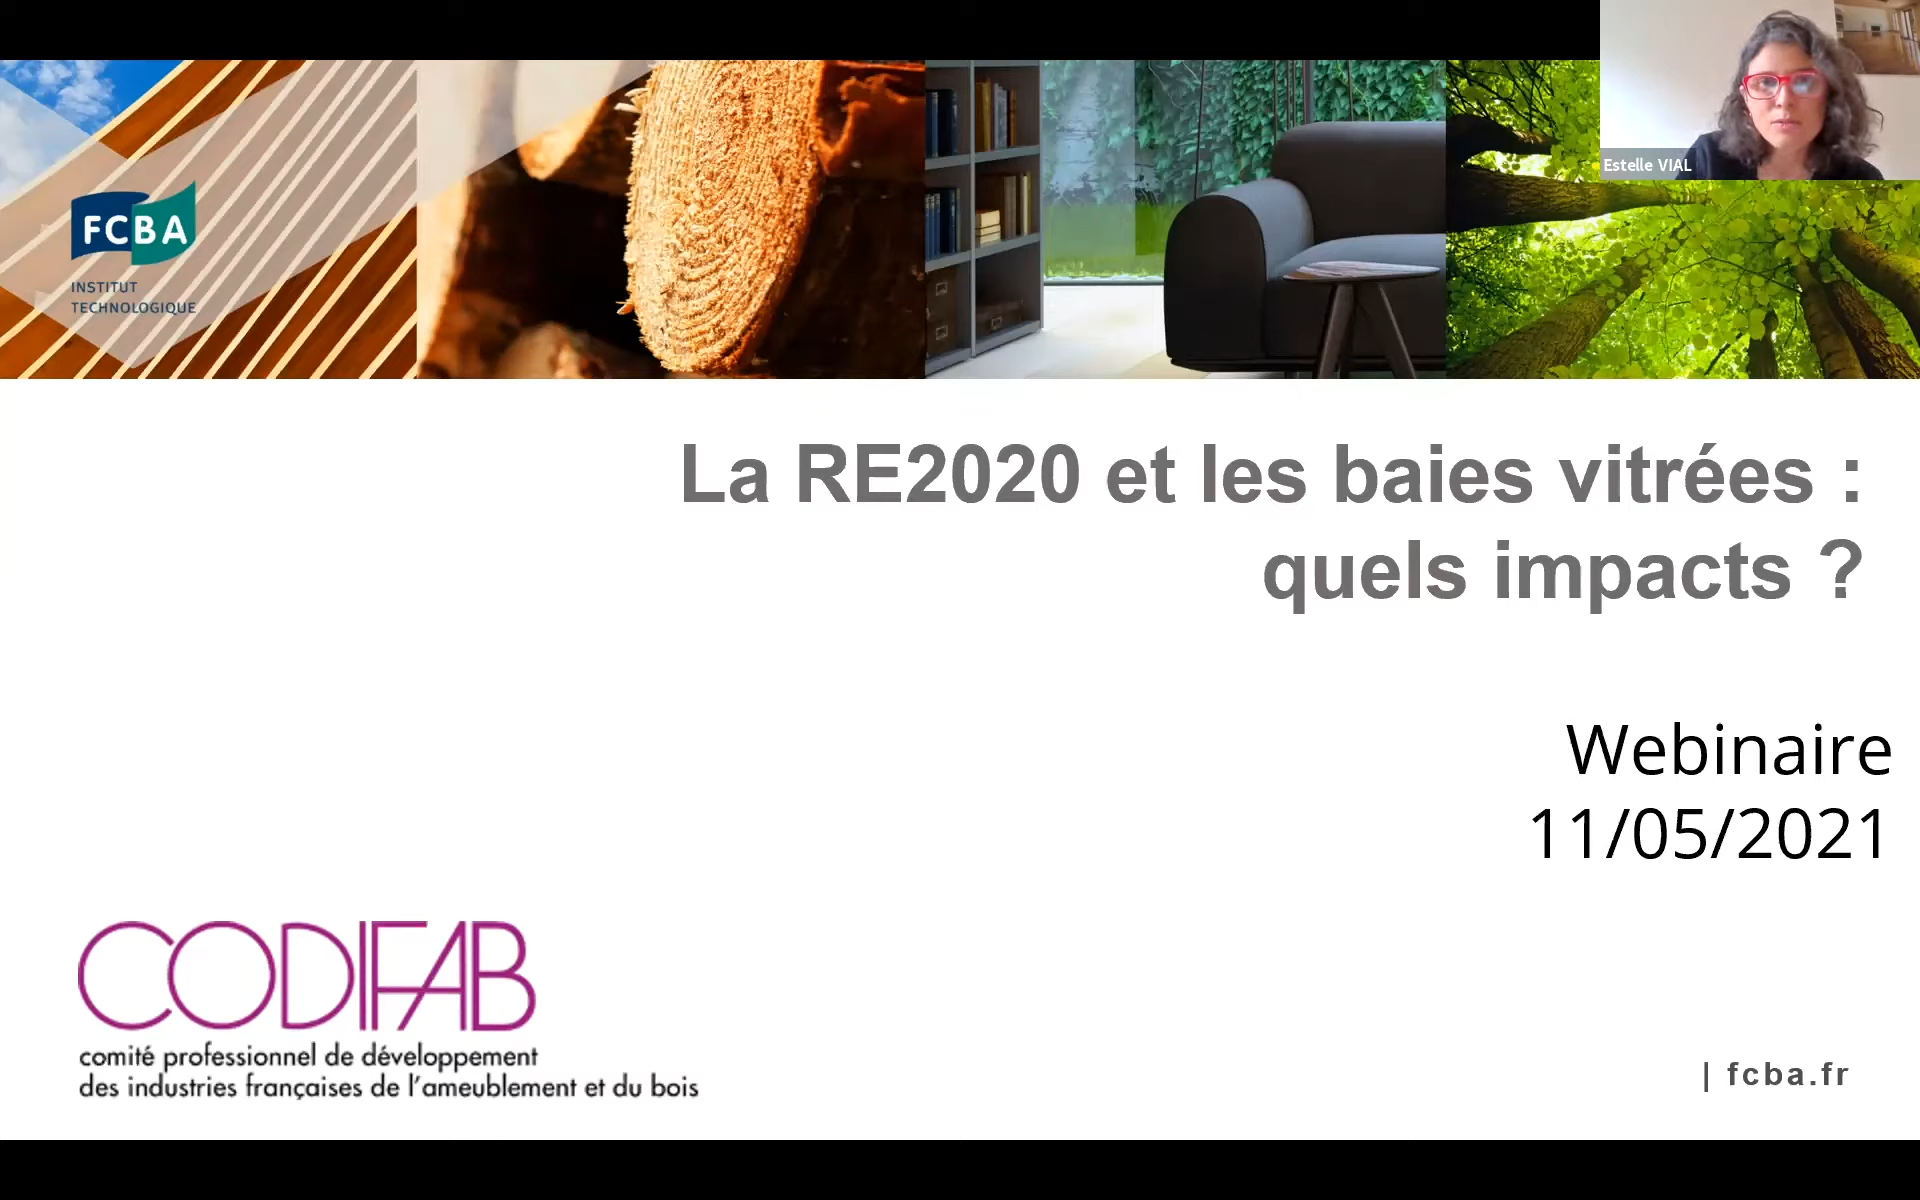 Estelle VIAL
FCBA
INSTITUT
TECHNOLOGIQUE
La RE2020 et les baies vitrées :
quels impacts ?
Webinaire
11/05/2021
CODIFAB
comité professionnel de développement
des industries françaises de l'ameublement et du bois
| fcba.fr